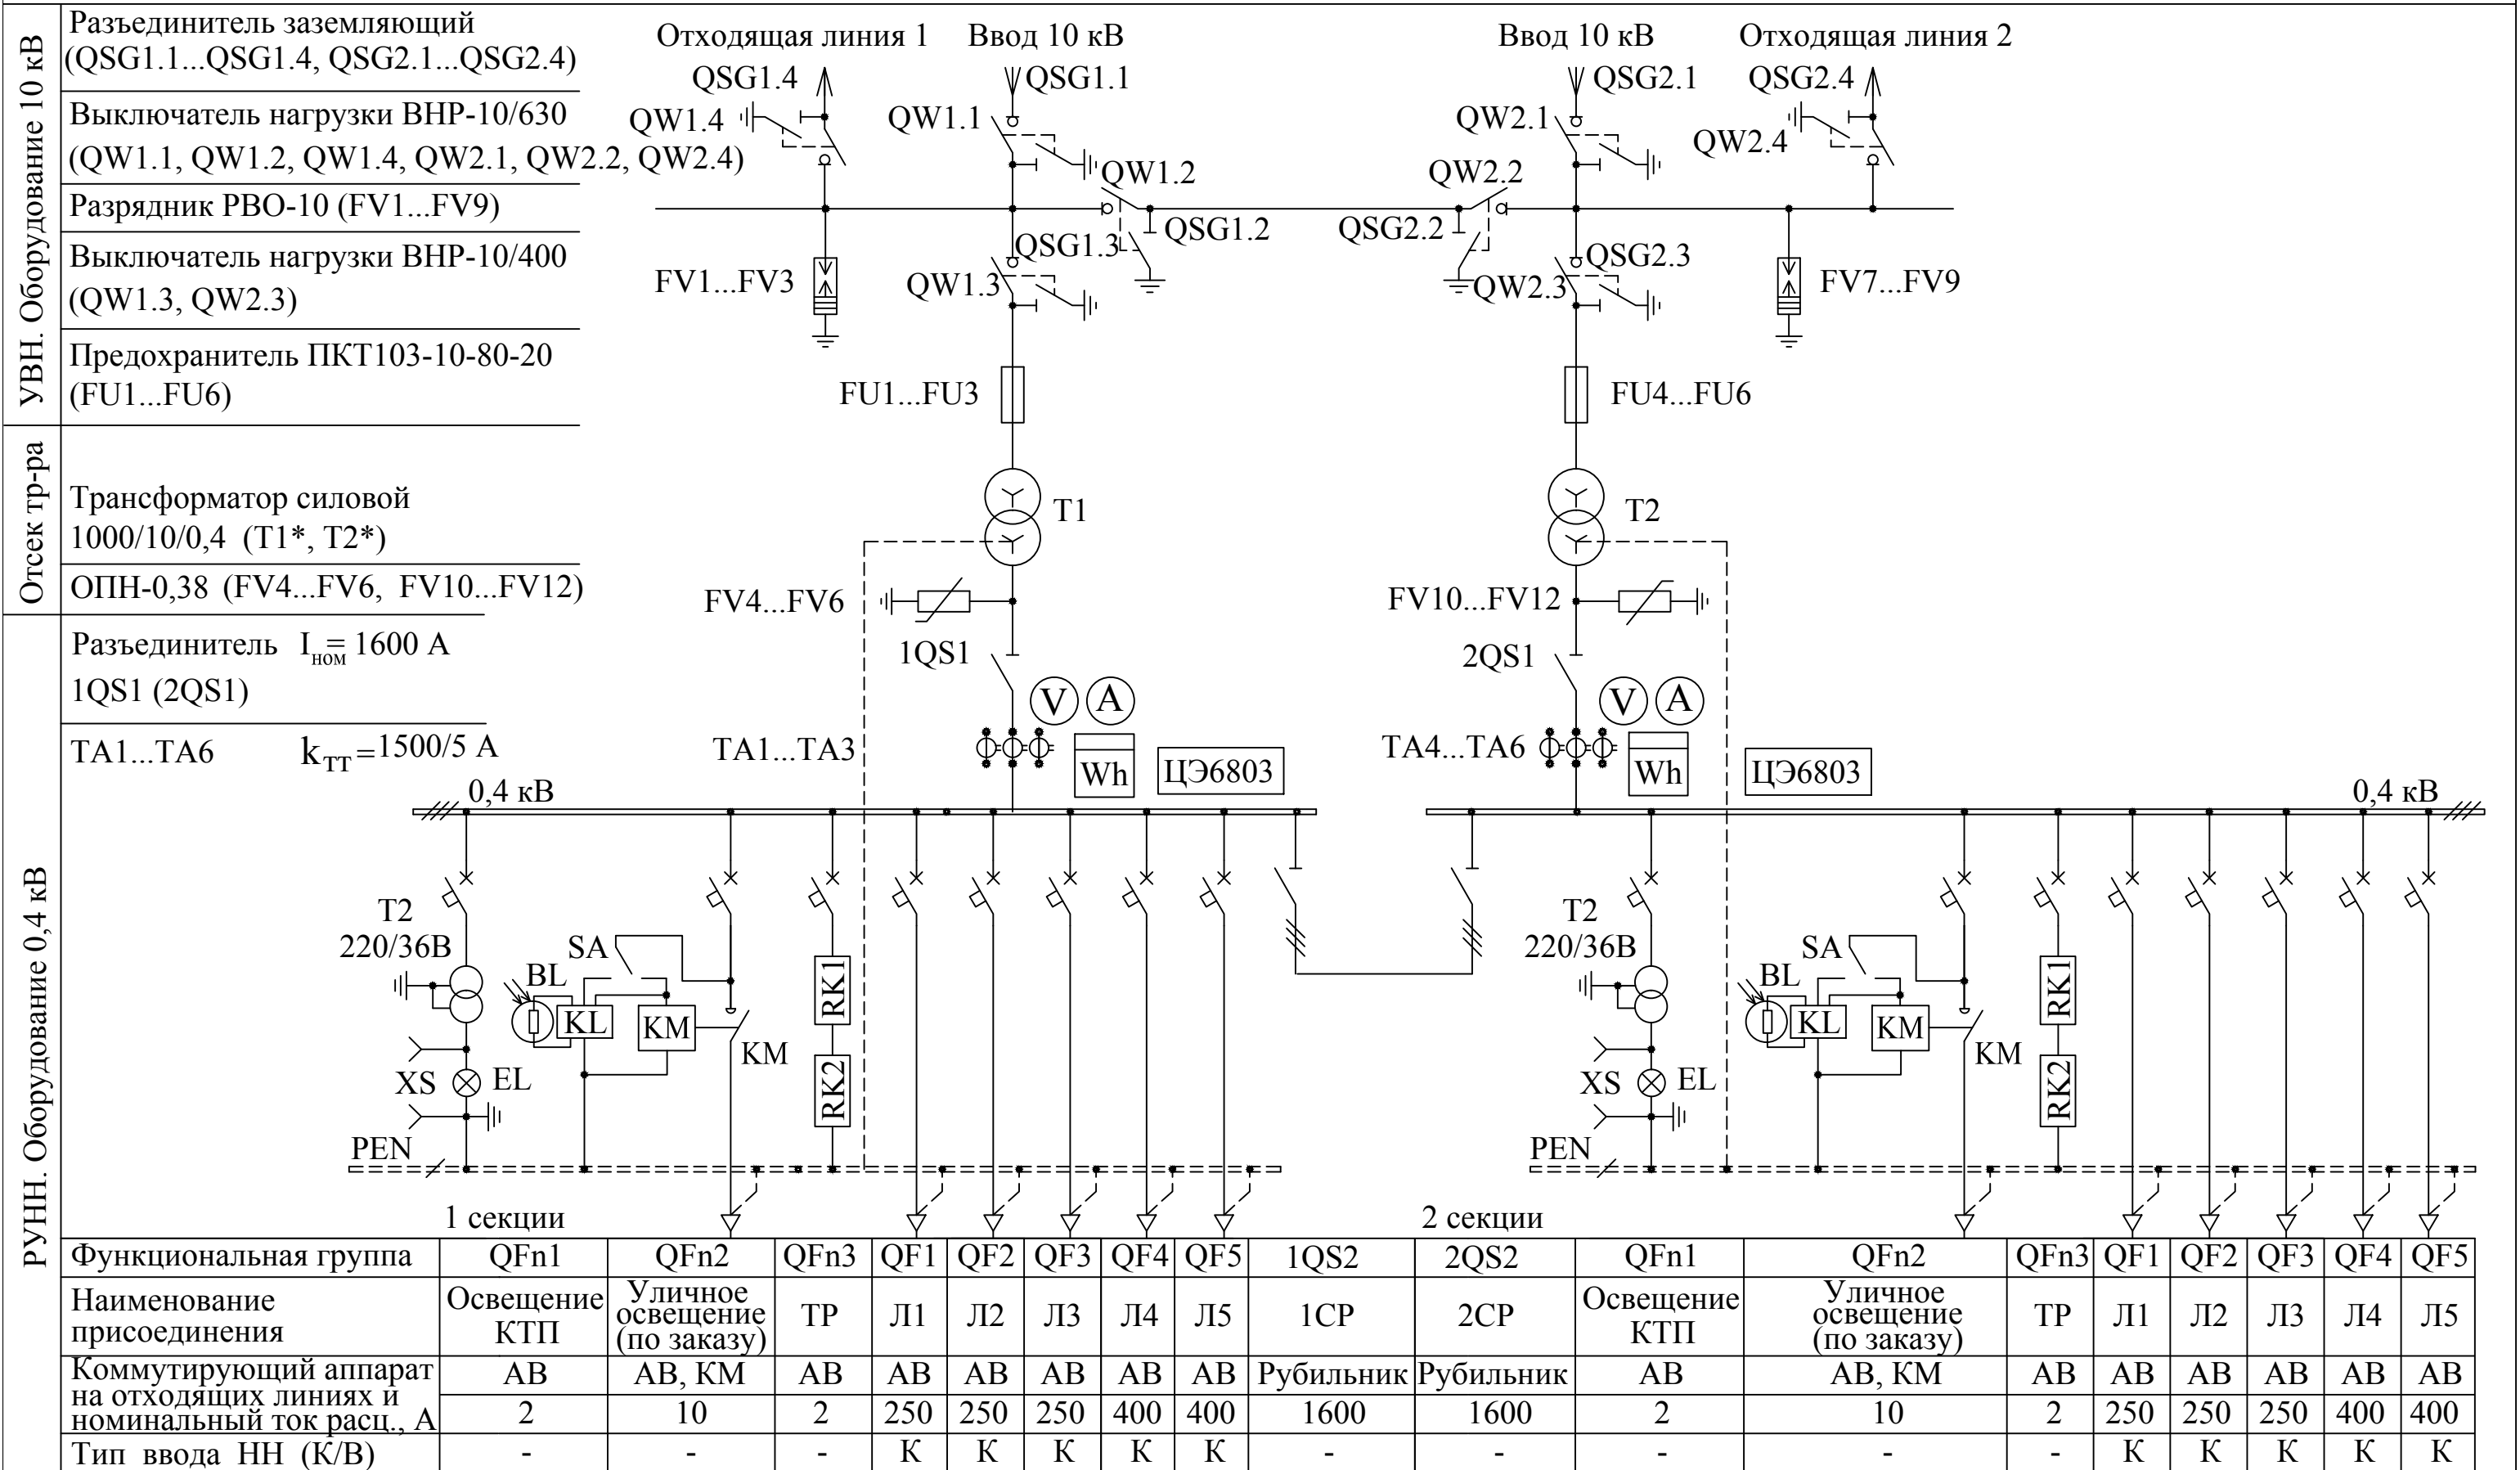 УВН. Оборудование 10 кВ
Разъединитель заземляющий
(QSG1.1...QSG1.4, QSG2.1...QSG2.4)
Выключатель нагрузки ВНР-10/630
(QW1.1, QW1.2, QW1.4, QW2.1, QW2.2, QW2.4)
Разрядник РВО-10 (FV1...FV9)
Выключатель нагрузки ВНР-10/400
(QW1.3, QW2.3)
Предохранитель ПКТ103-10-80-20
(FU1...FU6)
Отходящая линия 1
Ввод 10 кВ
Ввод 10 кВ
Отходящая линия 2
QSG1.4
QSG1.1
QSG2.1
QSG2.4
QW1.4
QW1.1
QW2.1
QW2.4
QW1.2
QW2.2
QSG1.3
QSG1.2
QSG2.2
QSG2.3
FV1...FV3
QW1.3
QW2.3
FV7...FV9
FU1...FU3
FU4...FU6
Отсек тр-ра
Трансформатор силовой
1000/10/0,4 (Т1*, Т2*)
ОПН-0,38 (FV4...FV6, FV10...FV12)
Т1
Т2
FV4...FV6
FV10...FV12
РУНН. Оборудование 0,4 кВ
Разъединитель Iном = 1600 А
1QS1 (2QS1)
ТА1...ТА6 kТТ = 1500/5 А
1QS1
2QS1
V
A
V
A
ТА1...ТА3
Wh
ЦЭ6803
ТА4...ТА6
Wh
ЦЭ6803
0,4 кВ
0,4 кВ
Т2
220/36В
SA
BL
KL
KM
KM
RK1
RK2
XS
EL
PEN
Т2
220/36В
SA
BL
KL
KM
KM
RK1
RK2
XS
EL
PEN
1 секции
2 секции
Функциональная группа QFn1 QFn2 QFn3 QF1 QF2 QF3 QF4 QF5 1QS2 2QS2 QFn1 QFn2 QFn3 QF1 QF2 QF3 QF4 QF5
Наименование
присоединения
Освещение
КТП
Уличное
освещение
(по заказу)
ТР Л1 Л2 Л3 Л4 Л5 1СР 2СР
Освещение
КТП
Уличное
освещение
(по заказу)
ТР Л1 Л2 Л3 Л4 Л5
Коммутирующий аппарат
на отходящих линиях и
номинальный ток расц., А
АВ АВ, КМ АВ АВ АВ АВ АВ АВ Рубильник Рубильник АВ АВ, КМ АВ АВ АВ АВ АВ АВ
2 10 2 250 250 250 400 400 1600 1600 2 10 2 250 250 250 400 400
Тип ввода НН (К/В) - - - К К К К К - - - - - К К К К К